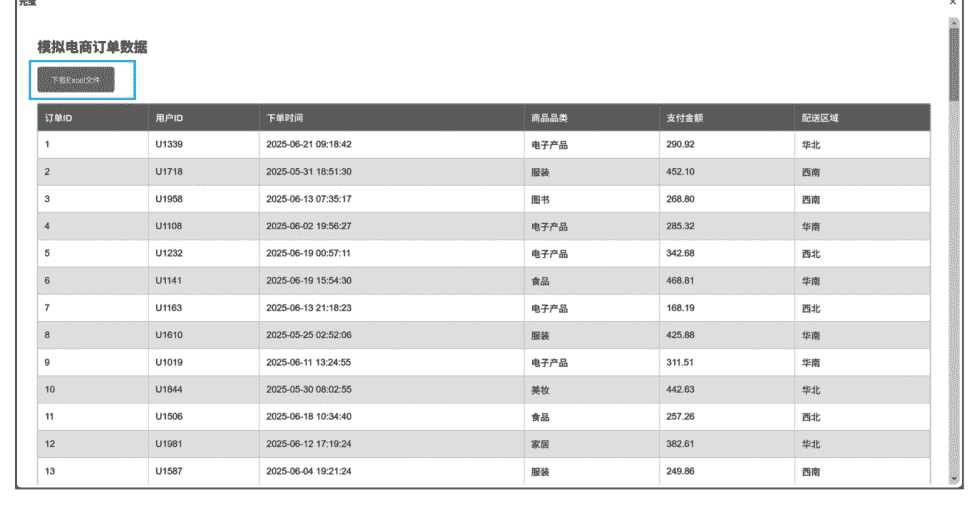 元宝
×
模拟电商订单数据
下载Excel文件
订单ID 用户ID 下单时间 商品品类 支付金额 配送区域
1 U1339 2025-06-21 09:18:42 电子产品 290.92 华北
2 U1718 2025-05-31 18:51:30 服装 452.10 西南
3 U1958 2025-06-13 07:35:17 图书 268.80 西南
4 U1108 2025-06-02 19:56:27 电子产品 285.32 华南
5 U1232 2025-06-19 00:57:11 电子产品 342.68 西北
6 U1141 2025-06-19 15:54:30 食品 468.81 华南
7 U1163 2025-06-13 21:18:23 电子产品 168.19 西北
8 U1610 2025-05-25 02:52:06 服装 425.88 华南
9 U1019 2025-06-11 13:24:55 电子产品 311.51 华南
10 U1844 2025-05-30 08:02:55 美妆 442.63 华北
11 U1506 2025-06-18 10:34:40 食品 257.26 西北
12 U1981 2025-06-12 17:19:24 家居 382.61 华北
13 U1587 2025-06-04 19:21:24 服装 249.86 西南